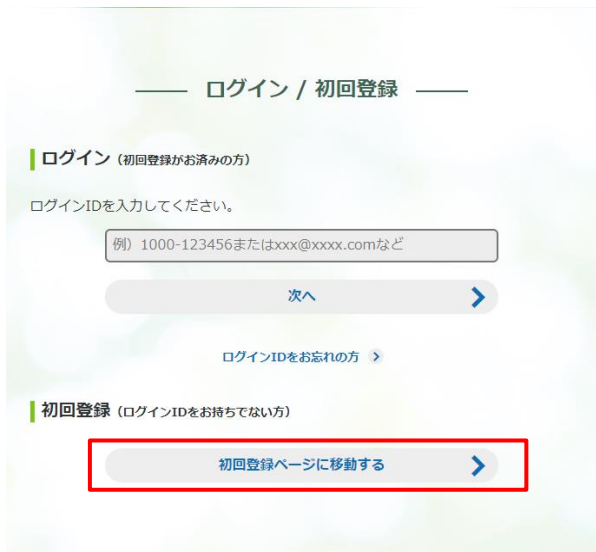 ログイン / 初回登録
ログイン（初回登録がお済みの方）
ログインIDを入力してください。
例）1000-123456またはxxx@xxxx.comなど
次へ
ログインIDをお忘れの方
初回登録（ログインIDをお持ちでない方）
初回登録ページに移動する